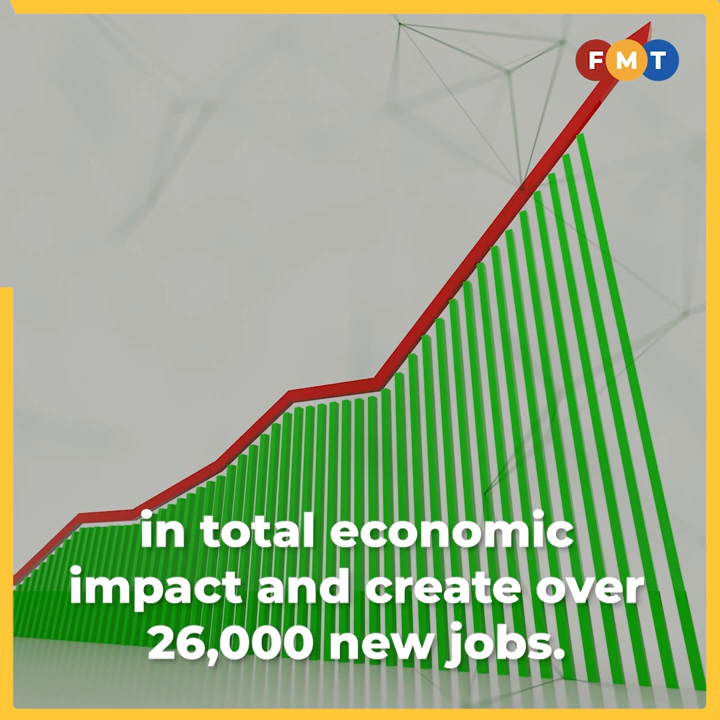 FMT
in total economic
impact and create over
26,000 new jobs.